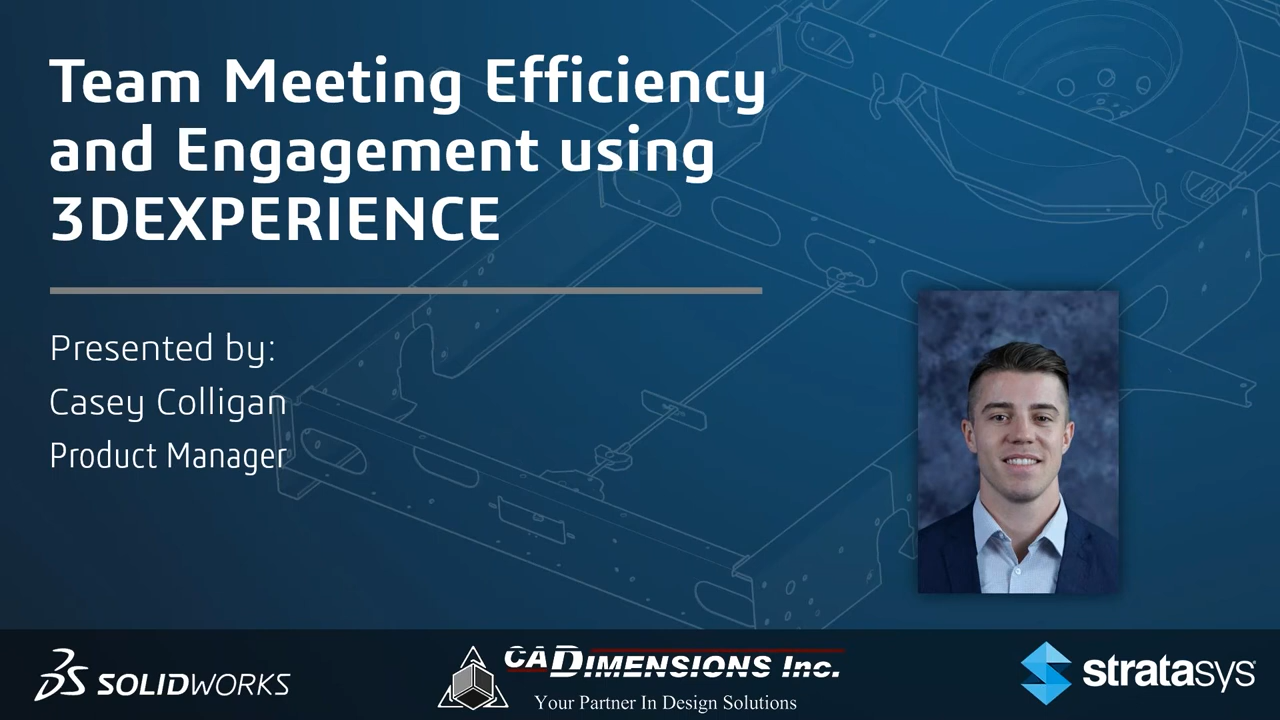 Team Meeting Efficiency
and Engagement using
3DEXPERIENCE
Presented by:
Casey Colligan
Product Manager
SOLIDWORKS
CADIMENSIONS INC.
Your Partner In Design Solutions
stratasys